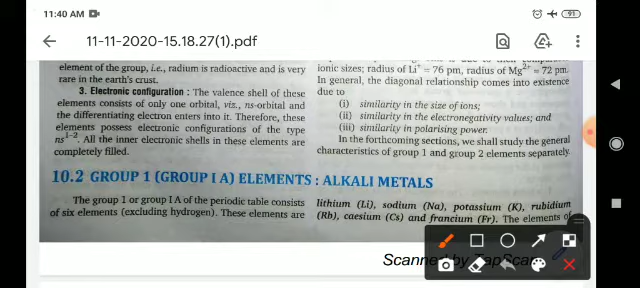 11:40 AM
91
11-11-2020-15.18.27(1).pdf
element of the group, i.e., radium is radioactive and is very
rare in the earth's crust.
3. Electronic configuration : The valence shell of these
elements consists of only one orbital, viz., ns-orbital and
the differentiating electron enters into it. Therefore, these
elements possess electronic configurations of the type
ns¹⁻². All the inner electronic shells in these elements are
completely filled.
ionic sizes; radius of Li⁺ = 76 pm, radius of Mg²⁺ = 72 pm.
In general, the diagonal relationship comes into existence
due to
(i) similarity in the size of ions;
(ii) similarity in the electronegativity values; and
(iii) similarity in polarising power.
In the forthcoming sections, we shall study the general
characteristics of group 1 and group 2 elements separately.
10.2 GROUP 1 (GROUP I A) ELEMENTS : ALKALI METALS
The group 1 or group I A of the periodic table consists
of six elements (excluding hydrogen). These elements are
lithium (Li), sodium (Na), potassium (K), rubidium
(Rb), caesium (Cs) and francium (Fr). The elements of
Scanned by TapScan